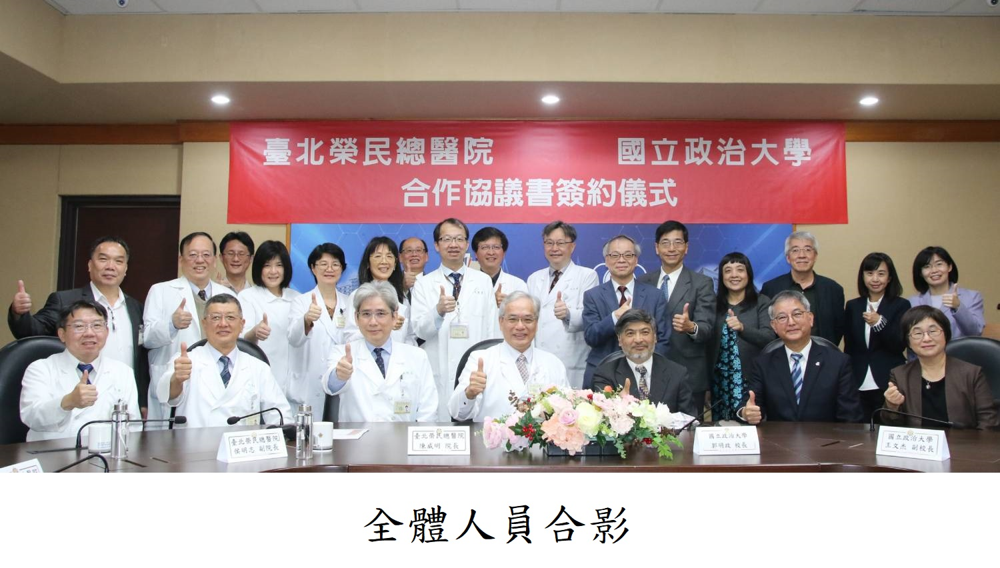 臺北榮民總醫院 國立政治大學
合作協議書簽約儀式
臺北榮民總醫院
侯明志 副院長
臺北榮民總醫院
陳威明 院長
國立政治大學
郭明政 校長
國立政治大學
王文杰 副校長
全體人員合影